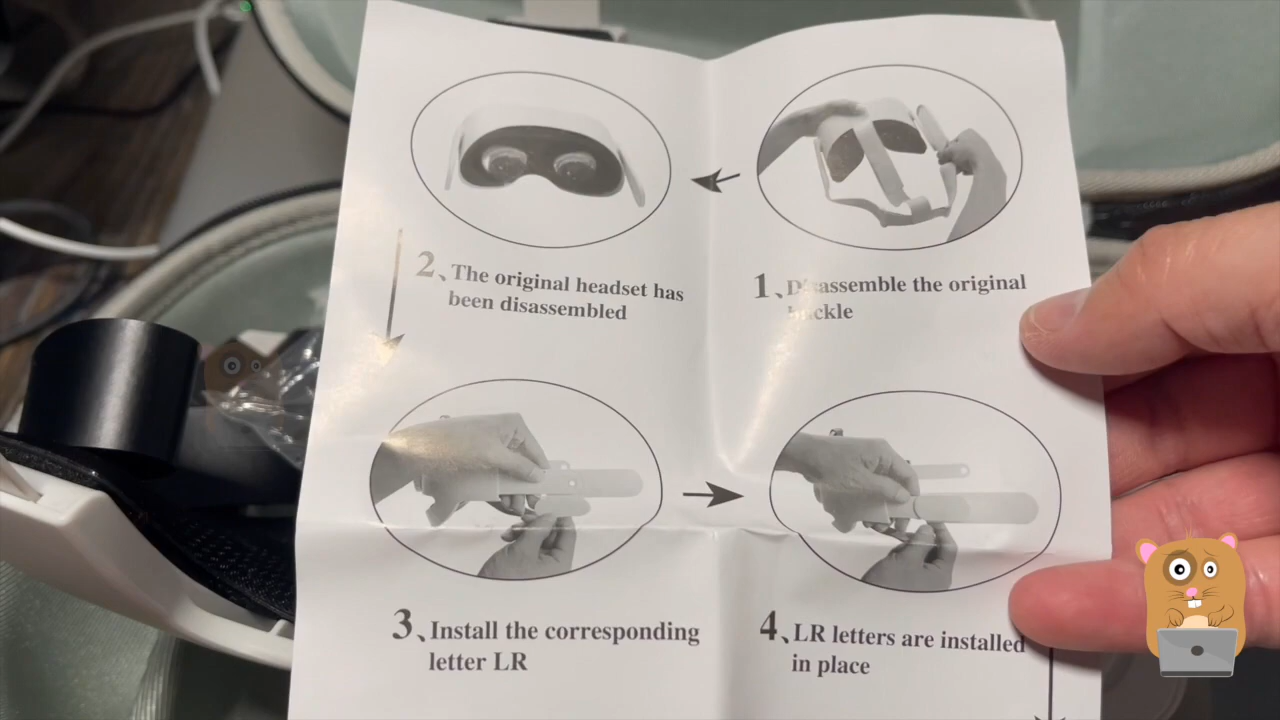 1、Disassemble the original
buckle
2、The original headset has
been disassembled
3、Install the corresponding
letter LR
4、LR letters are installed
in place